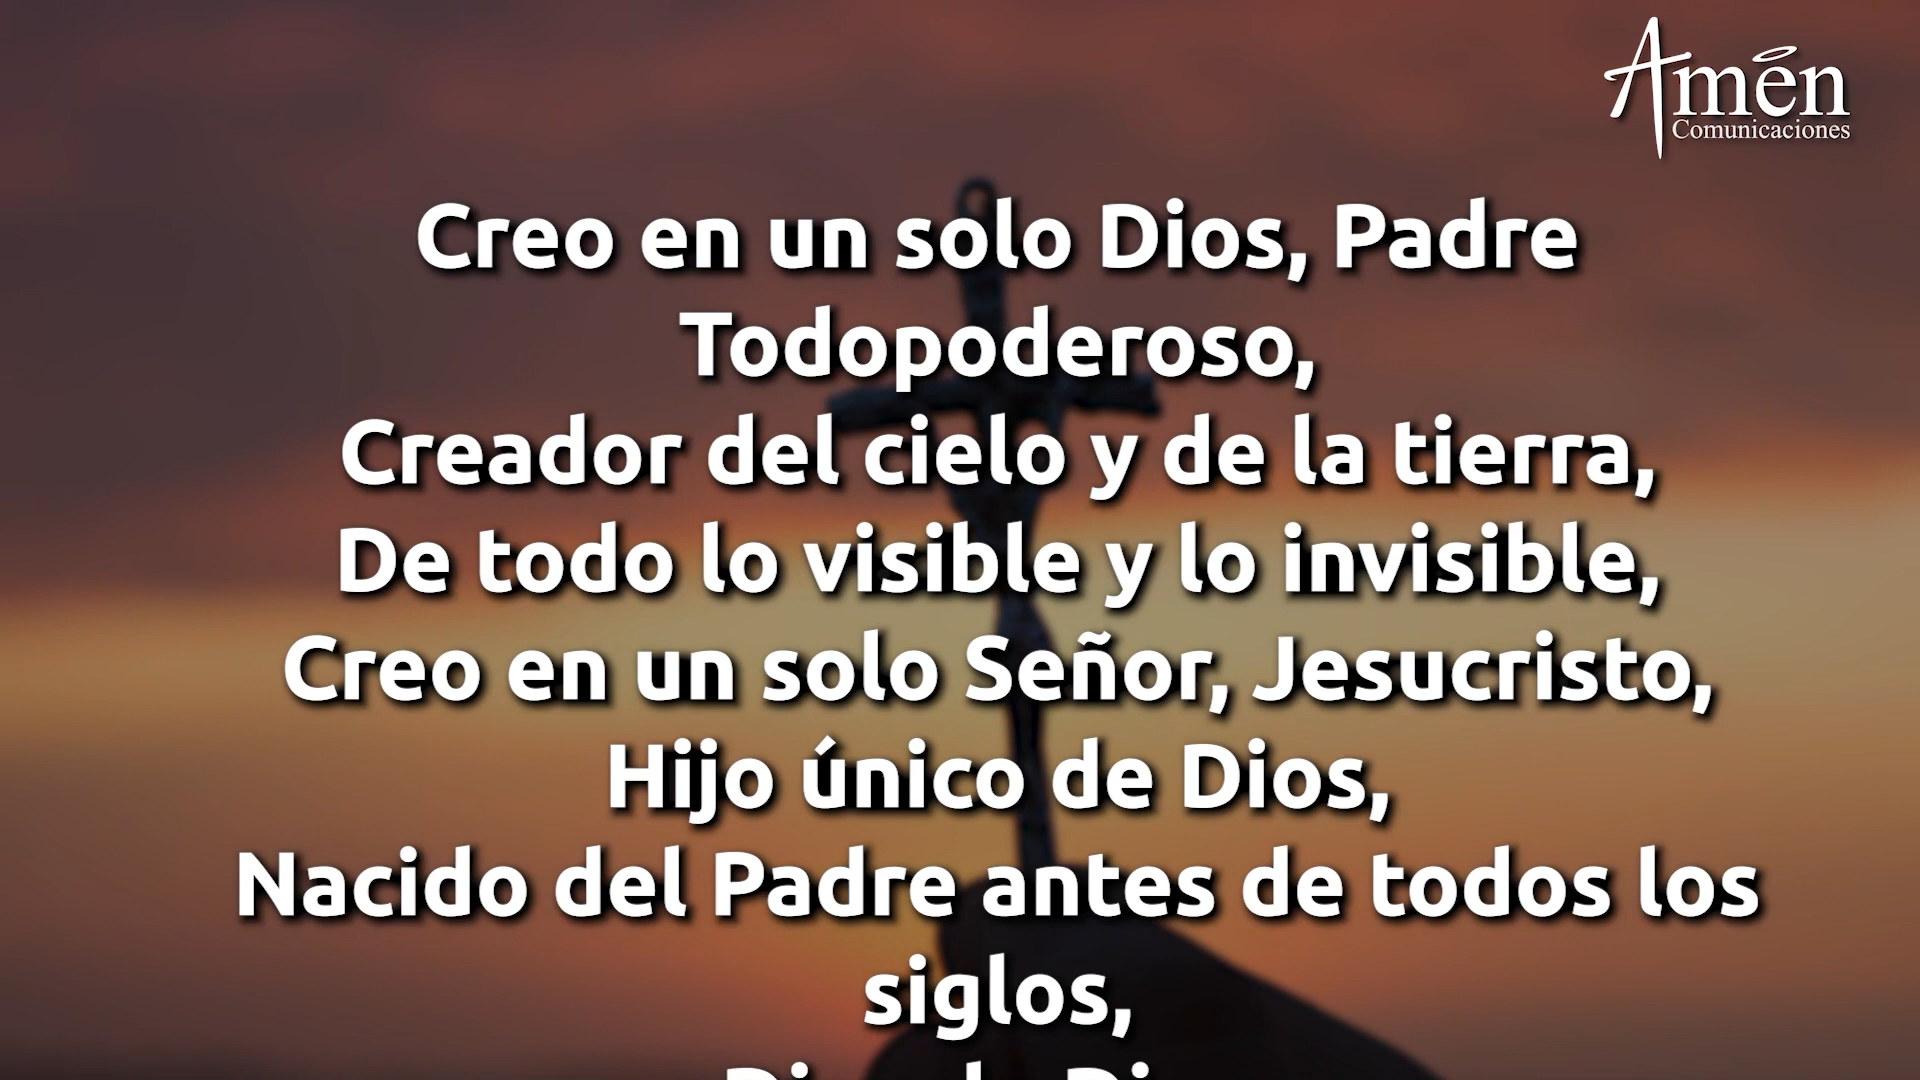 Amén
Comunicaciones
Creo en un solo Dios, Padre
Todopoderoso,
Creador del cielo y de la tierra,
De todo lo visible y lo invisible,
Creo en un solo Señor, Jesucristo,
Hijo único de Dios,
Nacido del Padre antes de todos los
siglos,